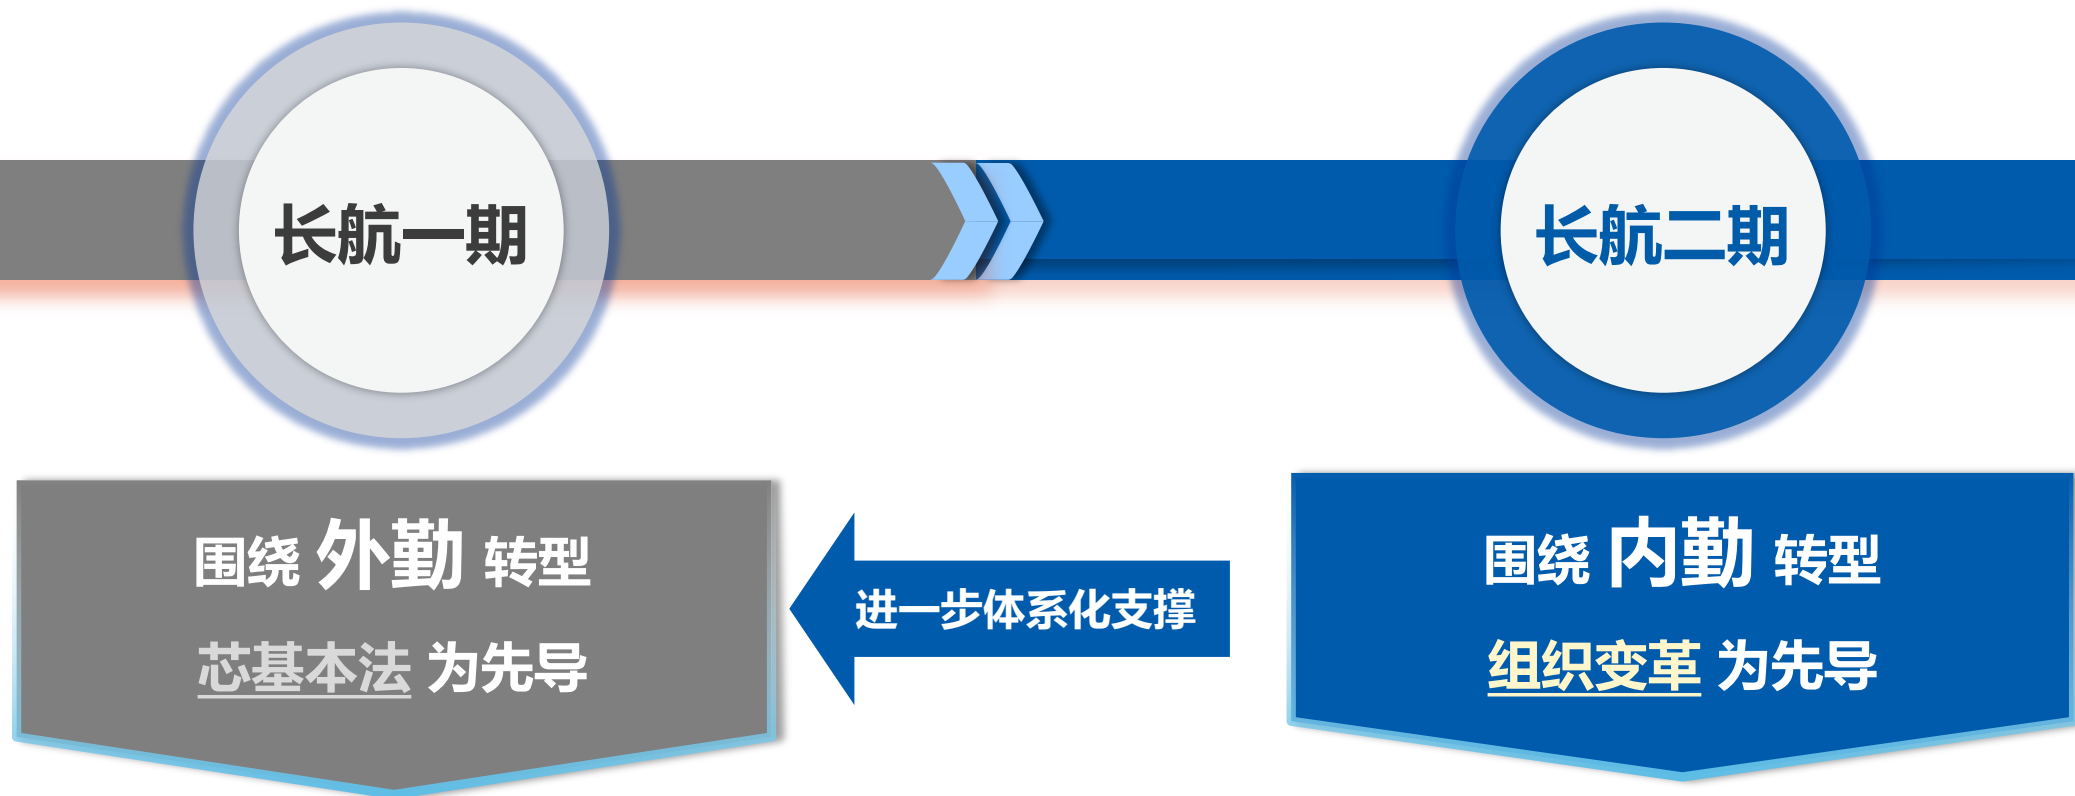 长航一期
长航二期
围绕 外勤 转型
芯基本法 为先导
进一步体系化支撑
围绕 内勤 转型
组织变革 为先导